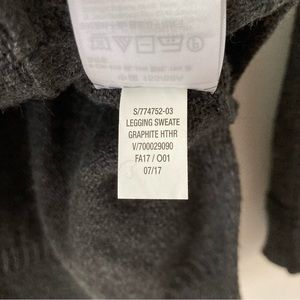 S/774752-03
LEGGING SWEATE
GRAPHITE HTHR
V/700029090
FA17 / O01
07/17